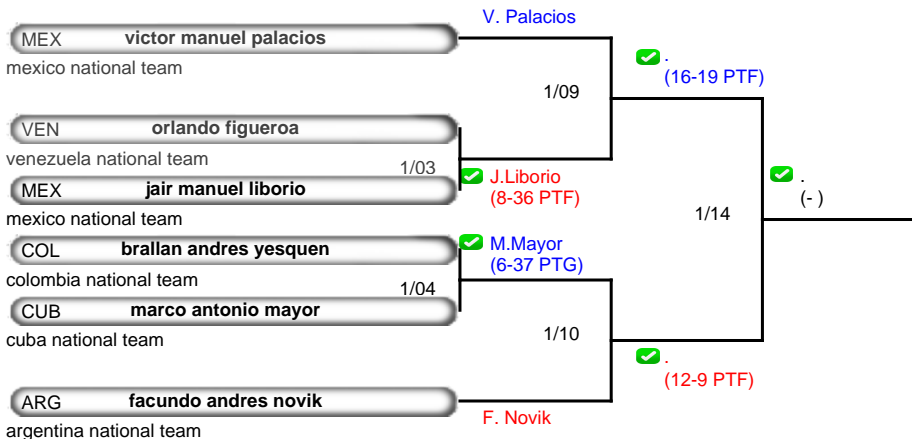 V. Palacios
MEX victor manuel palacios
mexico national team
.
(16-19 PTF)
1/09
VEN orlando figueroa
venezuela national team
1/03
J.Liborio
(8-36 PTF)
MEX jair manuel liborio
mexico national team
.
(- )
1/14
COL brallan andres yesquen
colombia national team
M.Mayor
(6-37 PTG)
1/04
CUB marco antonio mayor
cuba national team
1/10
.
(12-9 PTF)
ARG facundo andres novik
argentina national team
F. Novik